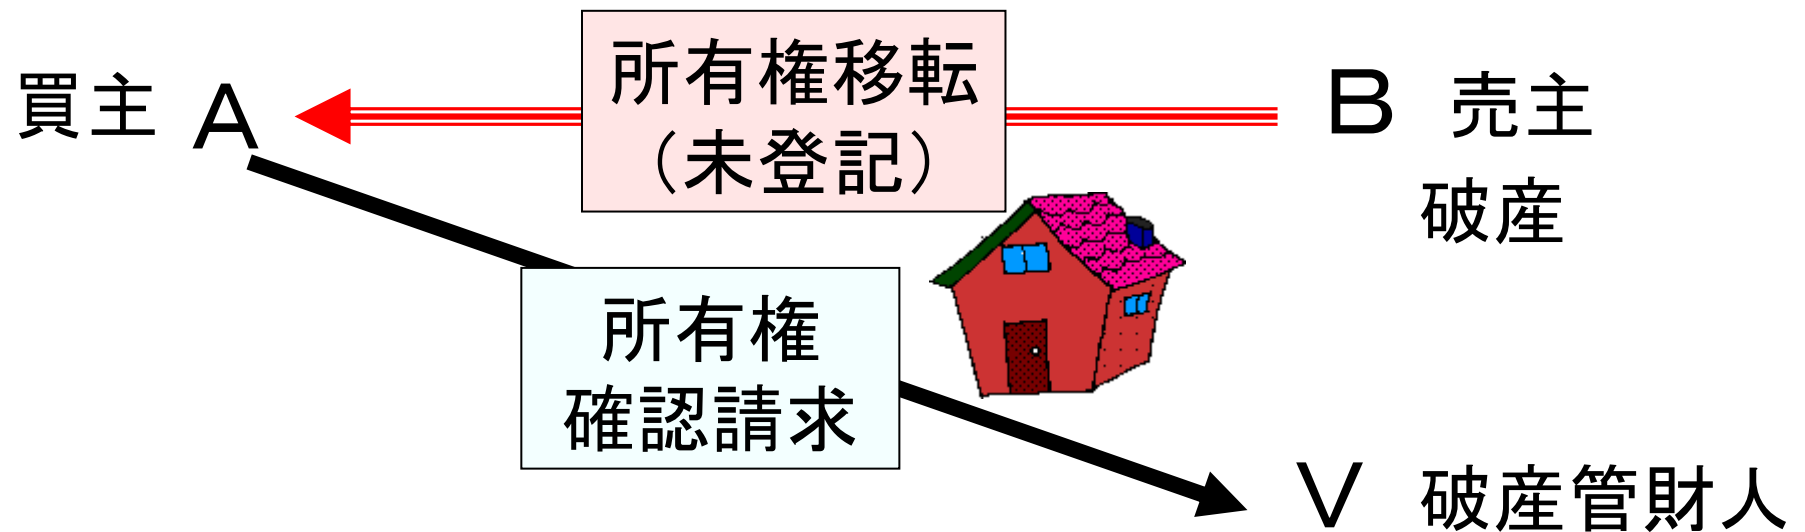 買主 A
所有権移転
（未登記）
B 売主
破産
所有権
確認請求
V 破産管財人